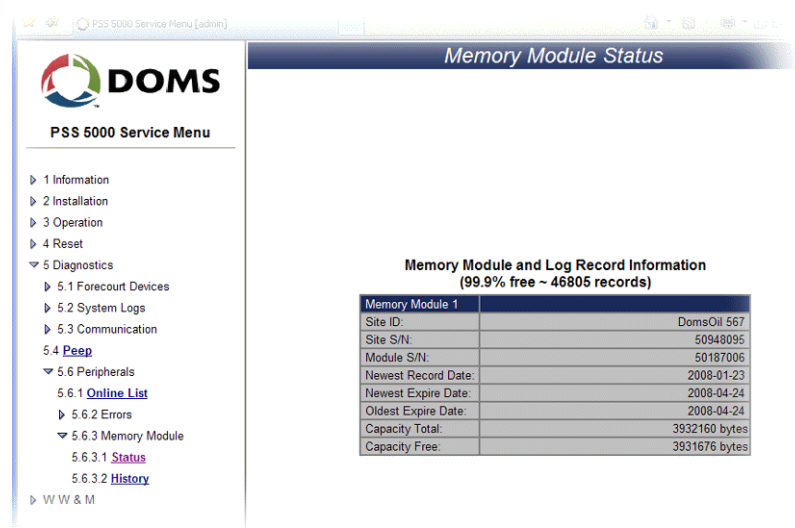 PSS 5000 Service Menu [admin]
DOMS
PSS 5000 Service Menu
1 Information
2 Installation
3 Operation
4 Reset
5 Diagnostics
5.1 Forecourt Devices
5.2 System Logs
5.3 Communication
5.4 Peep
5.6 Peripherals
5.6.1 Online List
5.6.2 Errors
5.6.3 Memory Module
5.6.3.1 Status
5.6.3.2 History
W W & M
Memory Module Status
Memory Module and Log Record Information
(99.9% free ~ 46805 records)
Memory Module 1
Site ID: DomsOil 567
Site S/N: 50948095
Module S/N: 50187006
Newest Record Date: 2008-01-23
Newest Expire Date: 2008-04-24
Oldest Expire Date: 2008-04-24
Capacity Total: 3932160 bytes
Capacity Free: 3931676 bytes